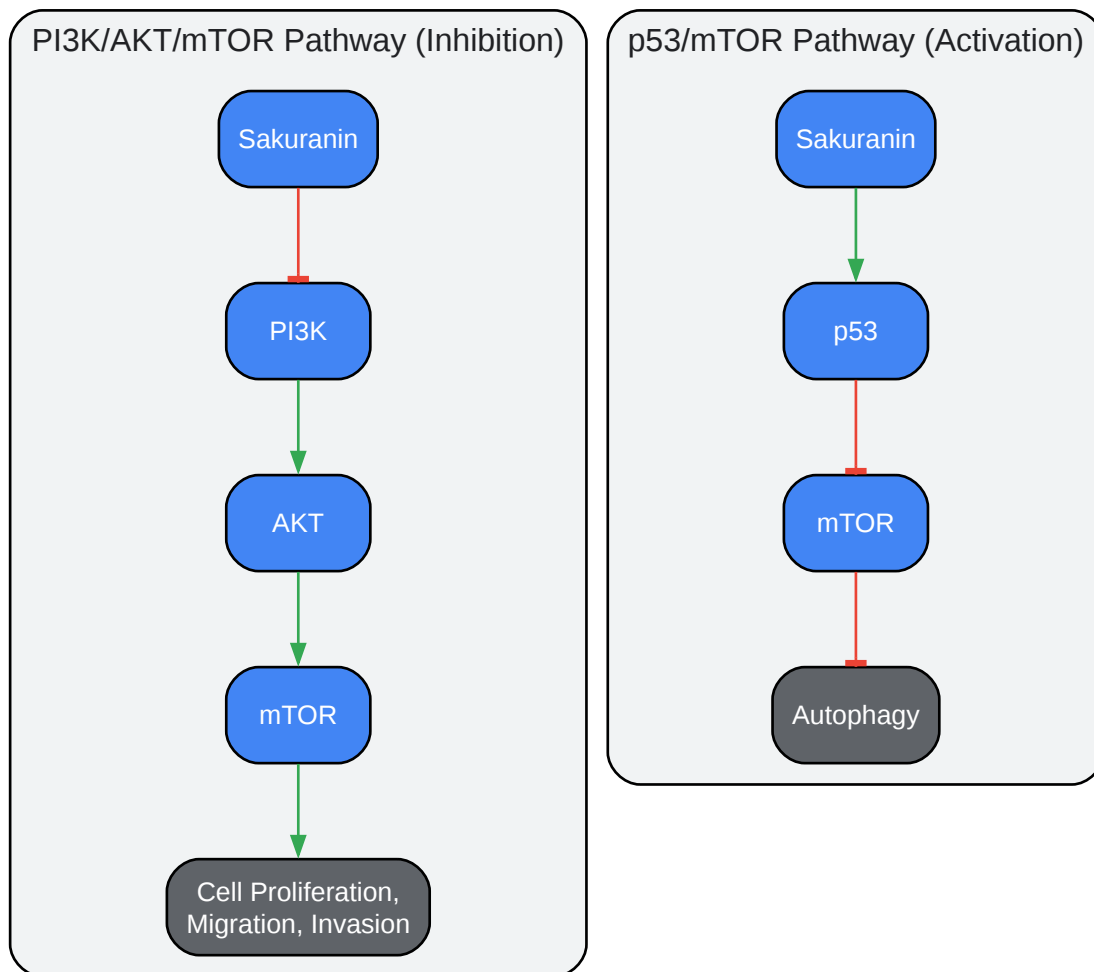 PI3K/AKT/mTOR Pathway (Inhibition)
Sakuranin
PI3K
AKT
mTOR
Cell Proliferation,
Migration, Invasion
p53/mTOR Pathway (Activation)
Sakuranin
p53
mTOR
Autophagy